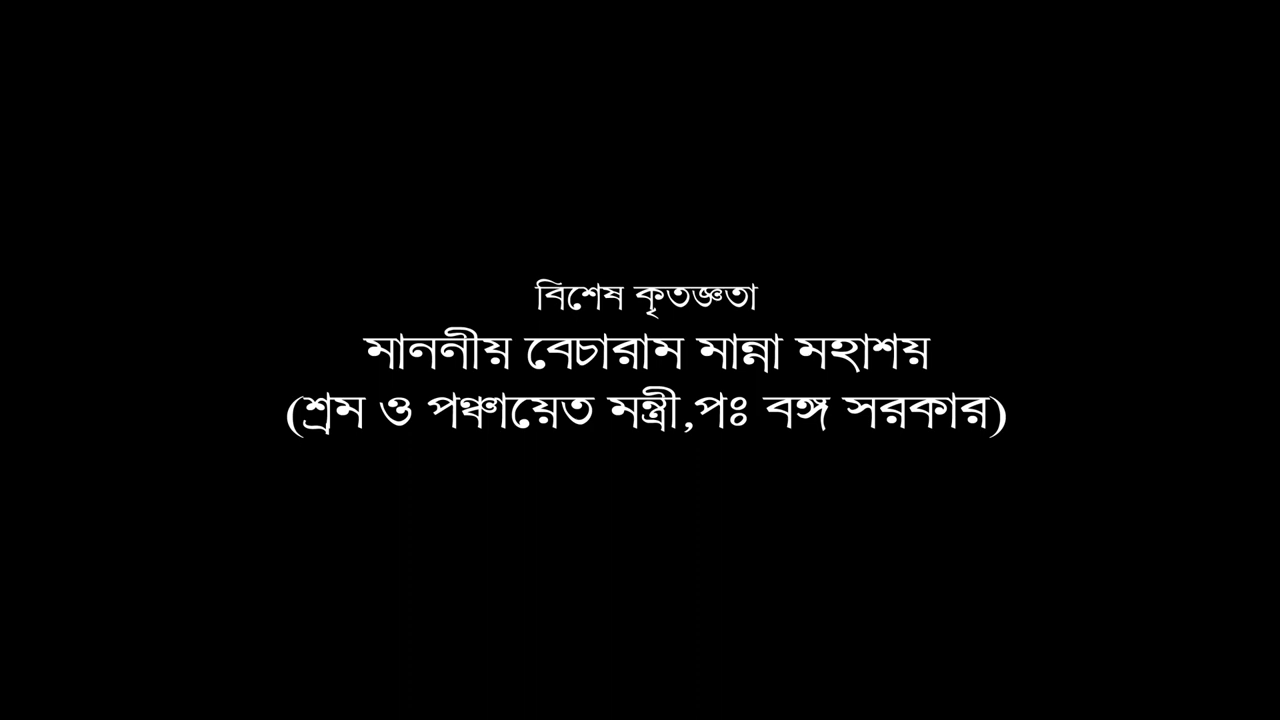 বিশেষ কৃতজ্ঞতা
মাননীয় বেচারাম মান্না মহাশয়
(শ্রম ও পঞ্চায়েত মন্ত্রী,পঃ বঙ্গ সরকার)